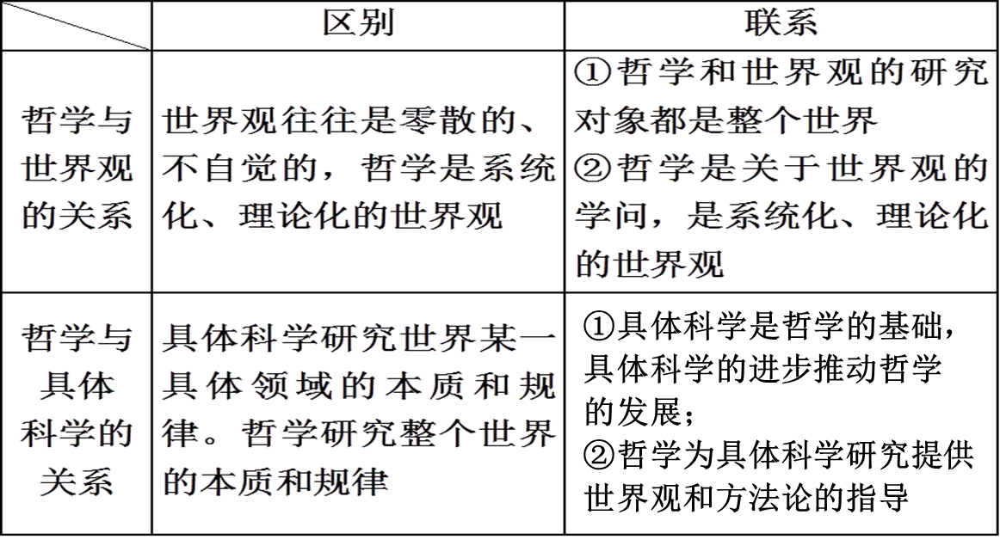 区别
联系
哲学与
世界观
的关系
世界观往往是零散的、
不自觉的，哲学是系统
化、理论化的世界观
①哲学和世界观的研究
对象都是整个世界
②哲学是关于世界观的
学问，是系统化、理论化
的世界观
哲学与
具体
科学的
关系
具体科学研究世界某一
具体领域的本质和规
律。哲学研究整个世界
的本质和规律
①具体科学是哲学的基础，
具体科学的进步推动哲学
的发展；
②哲学为具体科学研究提供
世界观和方法论的指导